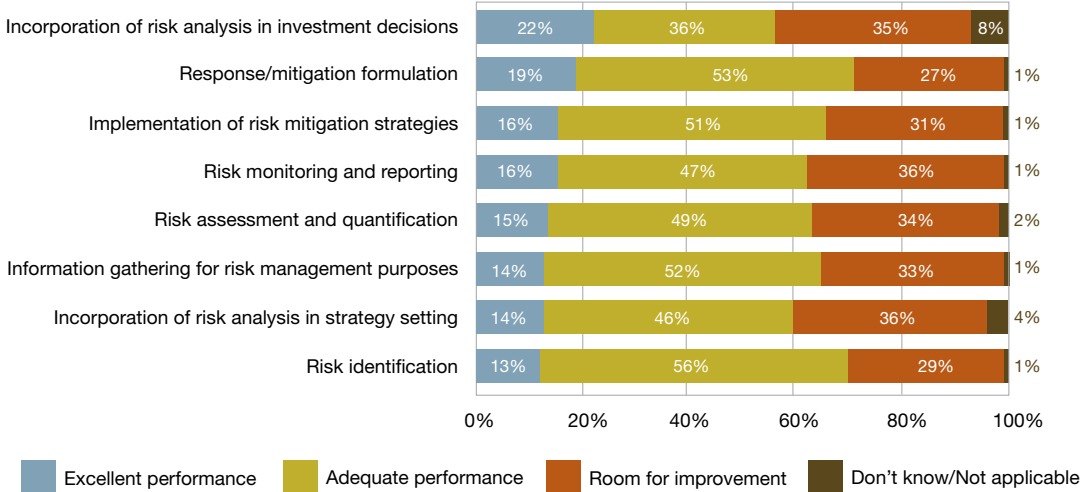 Incorporation of risk analysis in investment decisions 22% 36% 35% 8%
Response/mitigation formulation 19% 53% 27% 1%
Implementation of risk mitigation strategies 16% 51% 31% 1%
Risk monitoring and reporting 16% 47% 36% 1%
Risk assessment and quantification 15% 49% 34% 2%
Information gathering for risk management purposes 14% 52% 33% 1%
Incorporation of risk analysis in strategy setting 14% 46% 36% 4%
Risk identification 13% 56% 29% 1%
0% 20% 40% 60% 80% 100%
Excellent performance Adequate performance Room for improvement Don't know/Not applicable